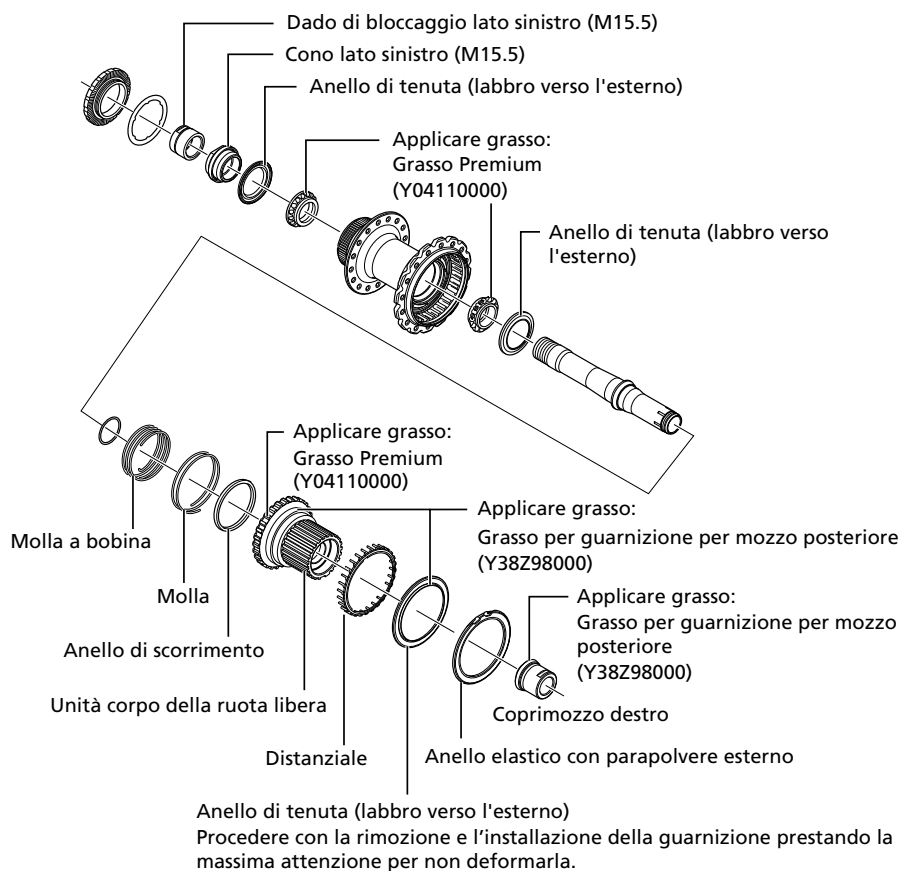 Dado di bloccaggio lato sinistro (M15.5)
Cono lato sinistro (M15.5)
Anello di tenuta (labbro verso l'esterno)
Applicare grasso:
Grasso Premium
(Y04110000)
Anello di tenuta (labbro verso
l'esterno)
Applicare grasso:
Grasso Premium
(Y04110000)
Applicare grasso:
Grasso per guarnizione per mozzo posteriore
(Y38Z98000)
Molla a bobina
Molla
Applicare grasso:
Grasso per guarnizione per mozzo
posteriore
(Y38Z98000)
Anello di scorrimento
Unità corpo della ruota libera
Coprimozzo destro
Distanziale
Anello elastico con parapolvere esterno
Anello di tenuta (labbro verso l'esterno)
Procedere con la rimozione e l’installazione della guarnizione prestando la
massima attenzione per non deformarla.